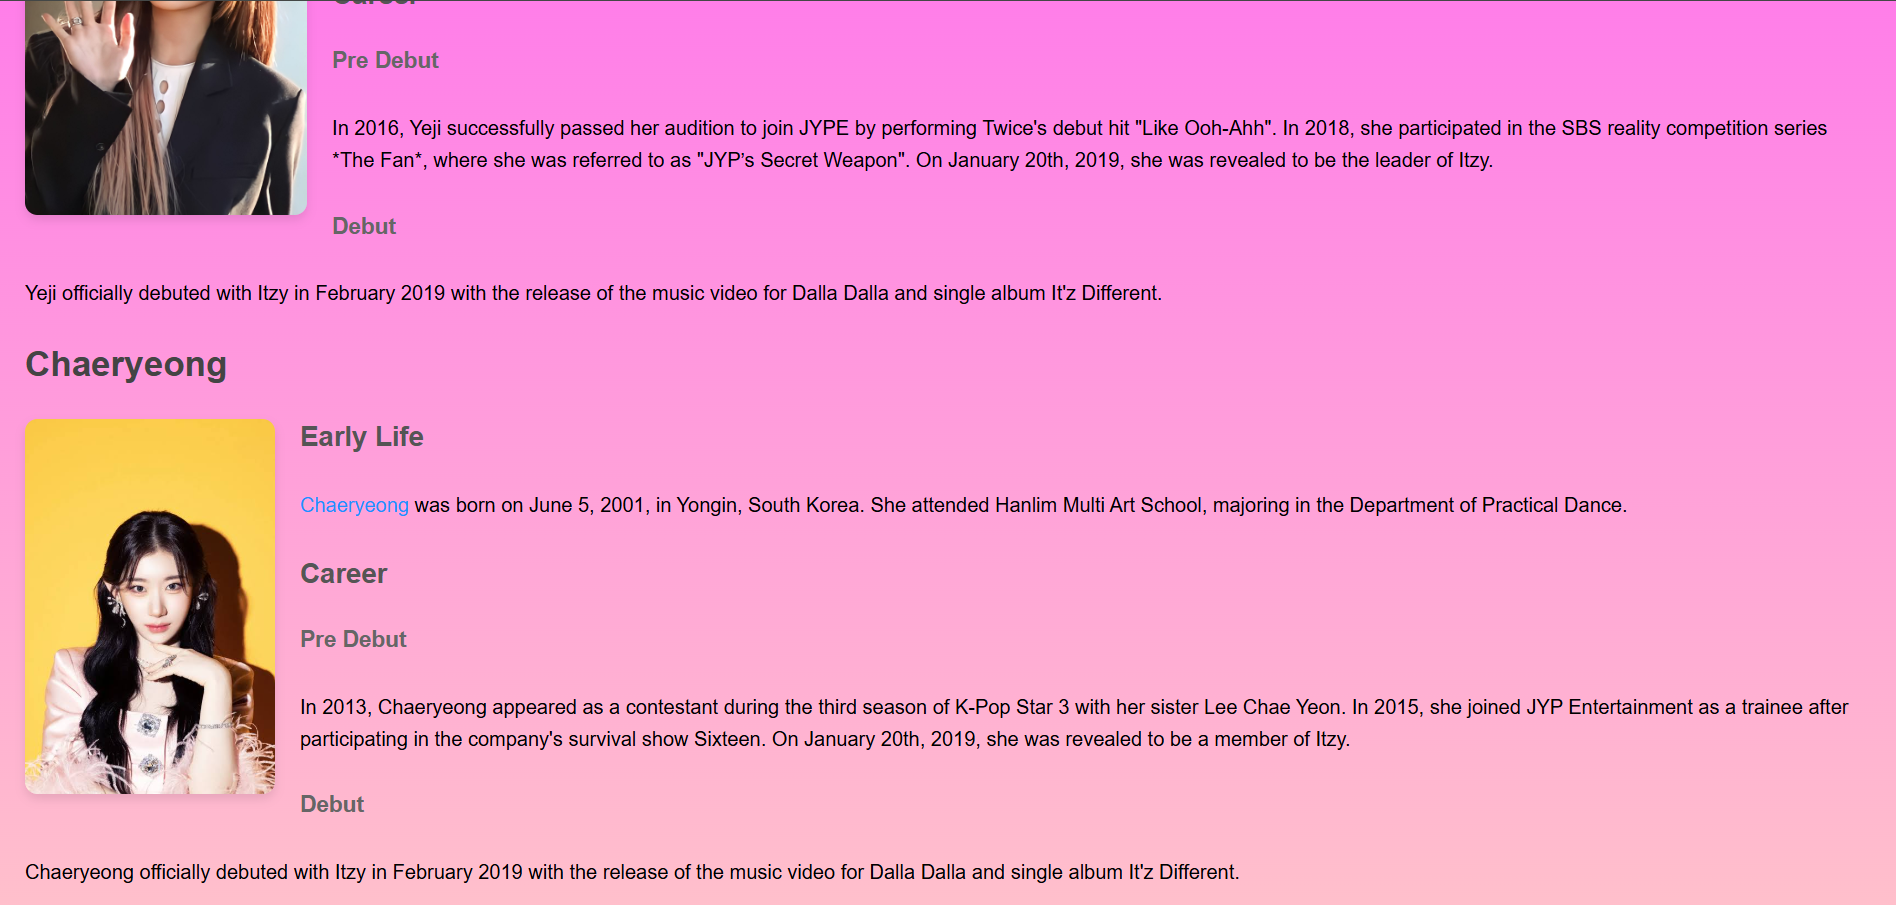 Career
Pre Debut
In 2016, Yeji successfully passed her audition to join JYPE by performing Twice's debut hit "Like Ooh-Ahh". In 2018, she participated in the SBS reality competition series
*The Fan*, where she was referred to as "JYP’s Secret Weapon". On January 20th, 2019, she was revealed to be the leader of Itzy.
Debut
Yeji officially debuted with Itzy in February 2019 with the release of the music video for Dalla Dalla and single album It'z Different.
Chaeryeong
Early Life
Chaeryeong was born on June 5, 2001, in Yongin, South Korea. She attended Hanlim Multi Art School, majoring in the Department of Practical Dance.
Career
Pre Debut
In 2013, Chaeryeong appeared as a contestant during the third season of K-Pop Star 3 with her sister Lee Chae Yeon. In 2015, she joined JYP Entertainment as a trainee after
participating in the company's survival show Sixteen. On January 20th, 2019, she was revealed to be a member of Itzy.
Debut
Chaeryeong officially debuted with Itzy in February 2019 with the release of the music video for Dalla Dalla and single album It'z Different.